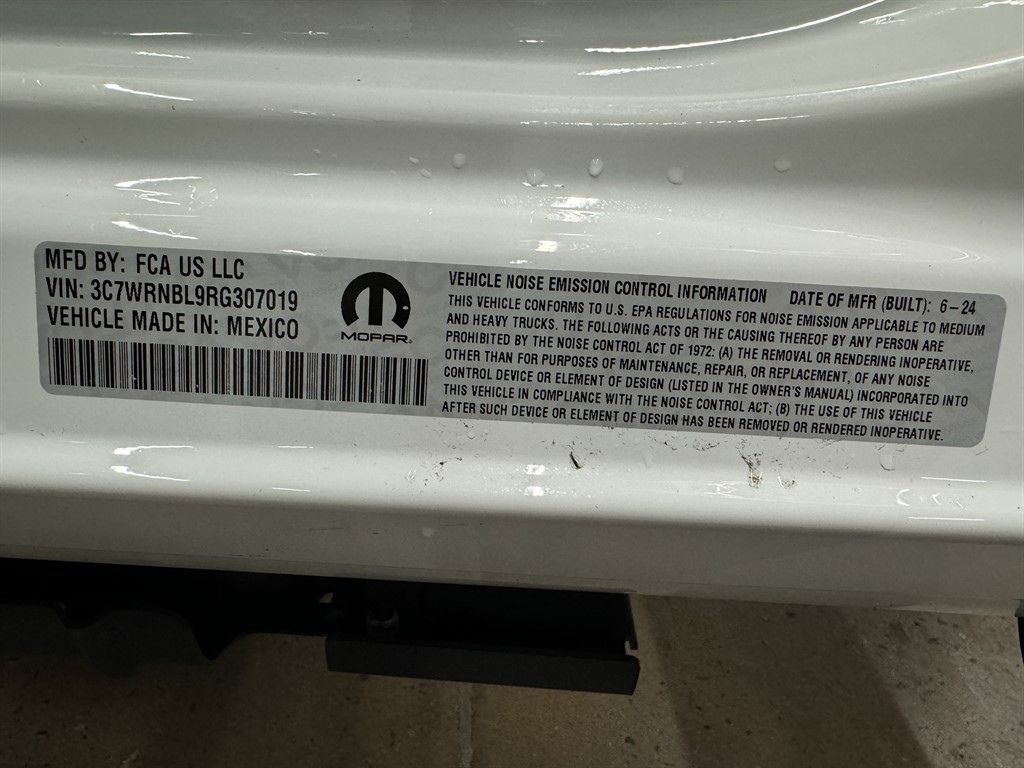 MFD BY: FCA US LLC
VIN: 3C7WRNBL9RG307019
VEHICLE MADE IN: MEXICO
MOPAR®
VEHICLE NOISE EMISSION CONTROL INFORMATION DATE OF MFR (BUILT): 6-24
THIS VEHICLE CONFORMS TO U.S. EPA REGULATIONS FOR NOISE EMISSION APPLICABLE TO MEDIUM
AND HEAVY TRUCKS. THE FOLLOWING ACTS OR THE CAUSING THEREOF BY ANY PERSON ARE
PROHIBITED BY THE NOISE CONTROL ACT OF 1972: (A) THE REMOVAL OR RENDERING INOPERATIVE,
OTHER THAN FOR PURPOSES OF MAINTENANCE, REPAIR, OR REPLACEMENT, OF ANY NOISE
CONTROL DEVICE OR ELEMENT OF DESIGN (LISTED IN THE OWNER'S MANUAL) INCORPORATED INTO
THIS VEHICLE IN COMPLIANCE WITH THE NOISE CONTROL ACT; (B) THE USE OF THIS VEHICLE
AFTER SUCH DEVICE OR ELEMENT OF DESIGN HAS BEEN REMOVED OR RENDERED INOPERATIVE.